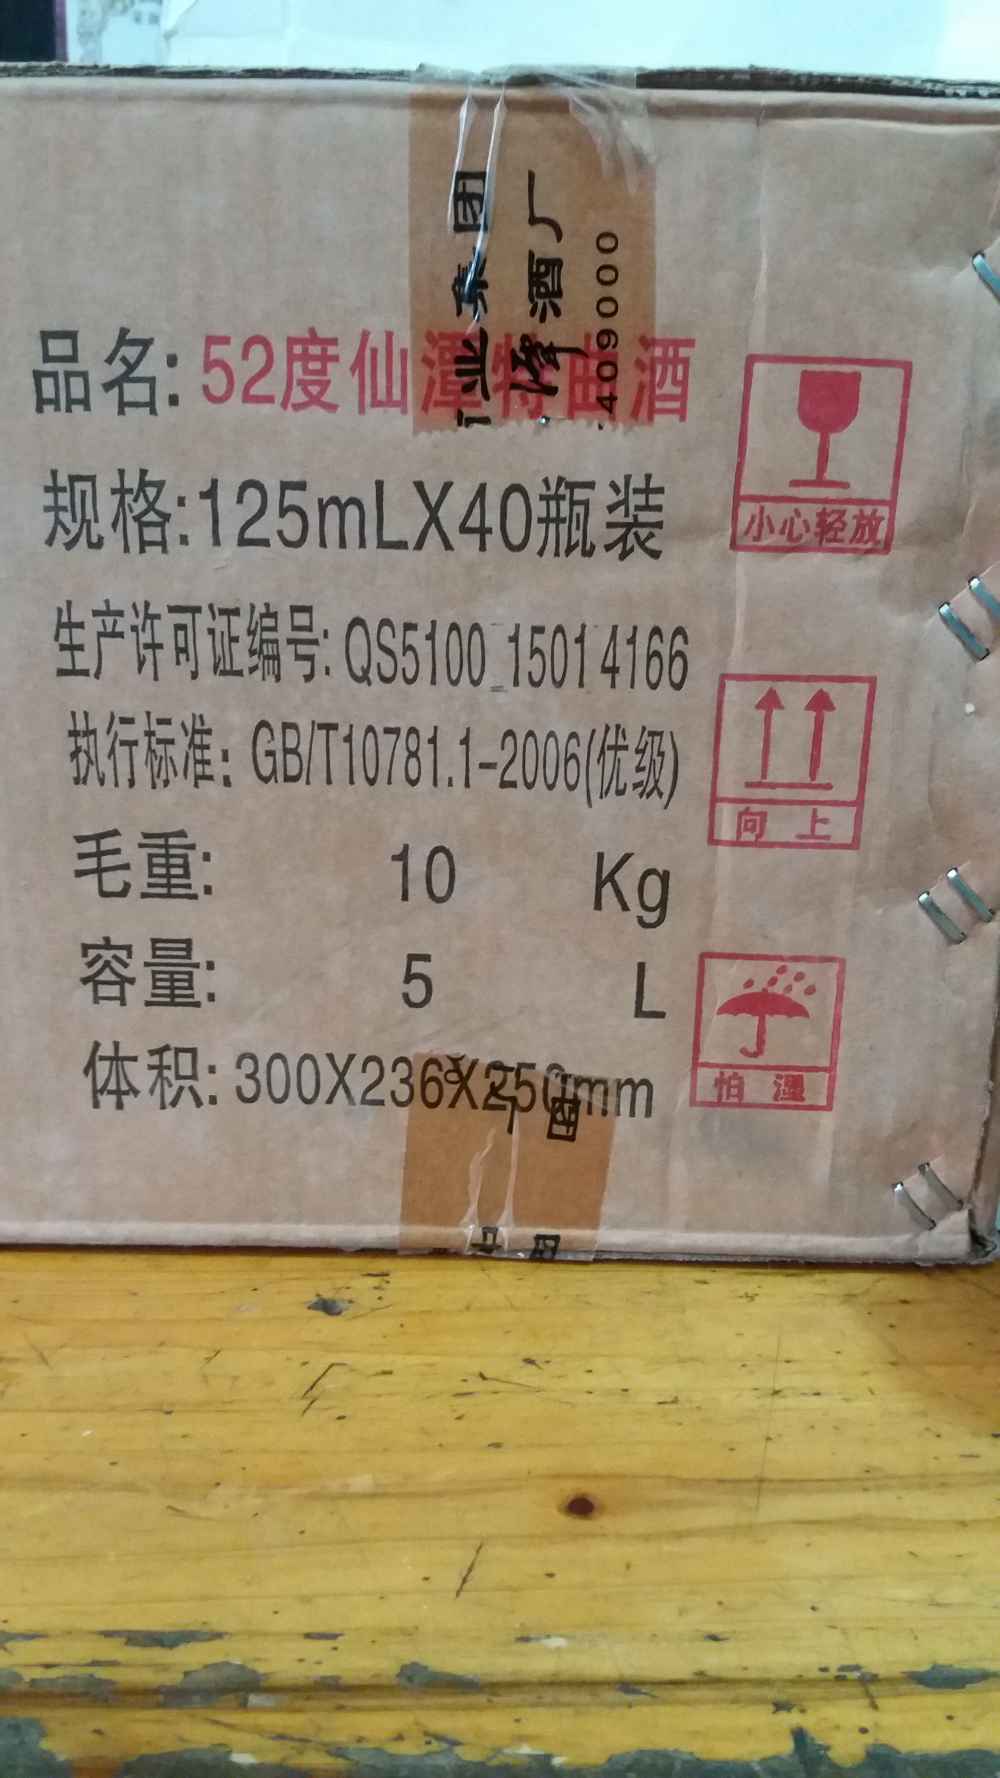 业集团
酒厂
409000
品名: 52度仙潭特曲酒
规格:125mLX40瓶装
生产许可证编号: QS5100 1501 4166
执行标准: GB/T10781.1-2006(优级)
毛重: 10 Kg
容量: 5 L
体积: 300X236X250mm
小心轻放
向上
怕湿